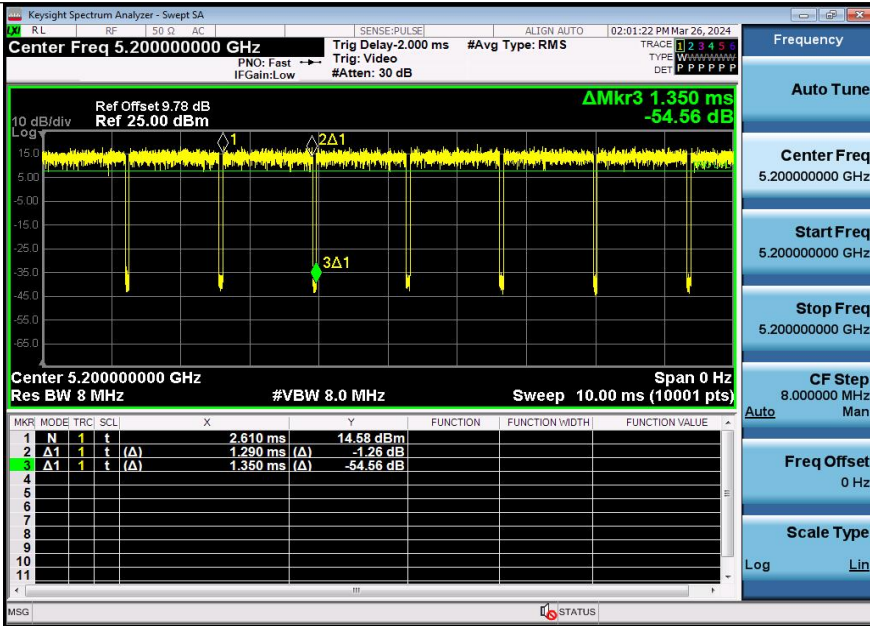 Keysight Spectrum Analyzer - Swept SA
LXI RL RF 50 Ω AC SENSE:PULSE ALIGN AUTO 02:01:22 PM Mar 26, 2024
Center Freq 5.200000000 GHz
PNO: Fast
IFGain:Low
Trig Delay-2.000 ms
Trig: Video
#Atten: 30 dB
#Avg Type: RMS
TRACE 1 2 3 4 5 6
TYPE WWWWWW
DET P P P P P P
Ref Offset 9.78 dB
10 dB/div Ref 25.00 dBm
Log
ΔMkr3 1.350 ms
-54.56 dB
1
2Δ1
3Δ1
15.0
5.00
-5.00
-15.0
-25.0
-35.0
-45.0
-55.0
-65.0
Center 5.200000000 GHz Span 0 Hz
Res BW 8 MHz #VBW 8.0 MHz Sweep 10.00 ms (10001 pts)
MKR MODE TRC SCL X Y FUNCTION FUNCTION WIDTH FUNCTION VALUE
1 N 1 t 2.610 ms 14.58 dBm
2 Δ1 1 t (Δ) 1.290 ms (Δ) -1.26 dB
3 Δ1 1 t (Δ) 1.350 ms (Δ) -54.56 dB
4
5
6
7
8
9
10
11
MSG STATUS
Frequency
Auto Tune
Center Freq
5.200000000 GHz
Start Freq
5.200000000 GHz
Stop Freq
5.200000000 GHz
CF Step
8.000000 MHz
Auto Man
Freq Offset
0 Hz
Scale Type
Log Lin